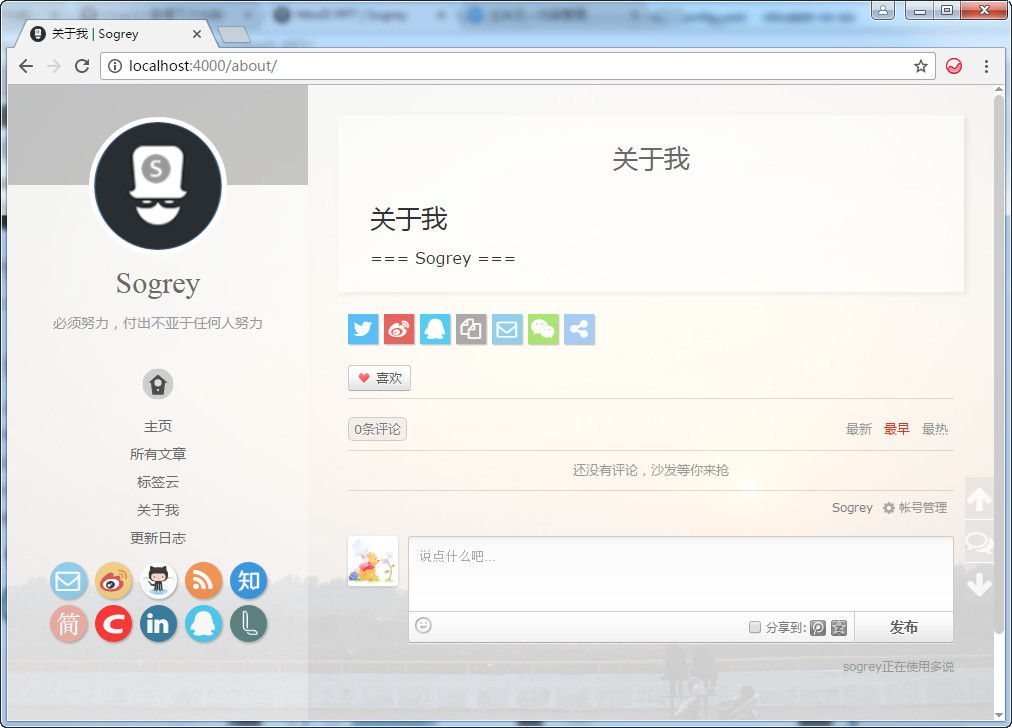 关于我 | Sogrey
localhost:4000/about/
S
Sogrey
必须努力，付出不亚于任何人努力
主页
所有文章
标签云
关于我
更新日志
知
简
关于我
关于我
=== Sogrey ===
喜欢
0条评论
最新 最早 最热
还没有评论，沙发等你来抢
Sogrey 帐号管理
说点什么吧...
分享到:
发布
sogrey正在使用多说